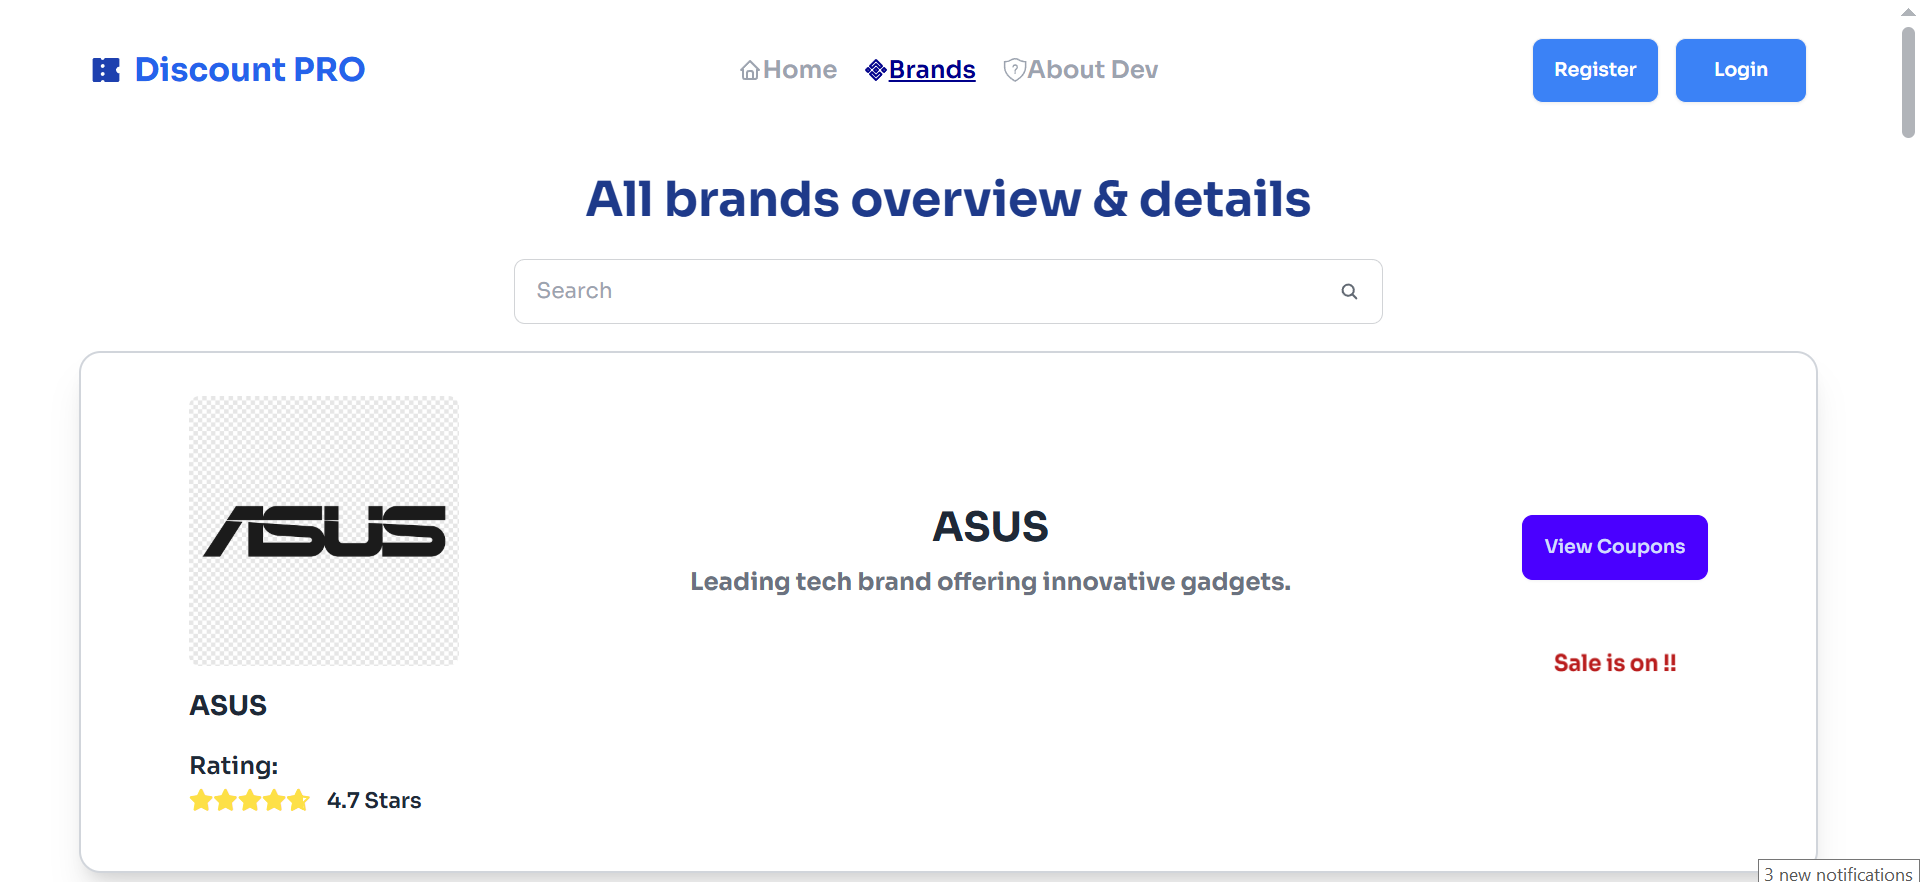 Discount PRO
Home Brands About Dev
Register Login
All brands overview & details
Search
ASUS
ASUS
Leading tech brand offering innovative gadgets.
View Coupons
Sale is on !!
ASUS
Rating:
4.7 Stars
3 new notifications